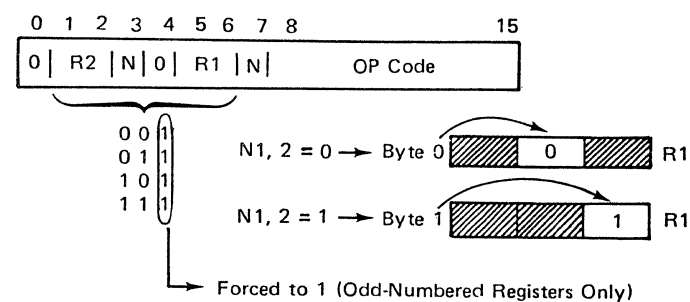 0 1 2 3 4 5 6 7 8 15
0 | R2 | N | 0 | R1 | N | OP Code
0 0 1
0 1 1
1 0 1
1 1 1
N1, 2 = 0 → Byte 0 0 R1
N1, 2 = 1 → Byte 1 1 R1
Forced to 1 (Odd-Numbered Registers Only)